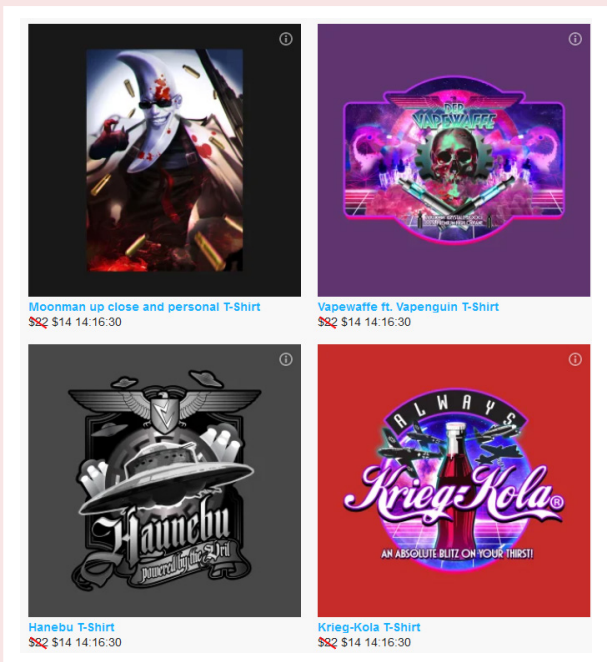 Moonman up close and personal T-Shirt
$22 $14 14:16:30
DER
VAPEWAFFE
Vapewaffe ft. Vapenguin T-Shirt
$22 $14 14:16:30
Haunebu
powered by the Vril
Hanebu T-Shirt
$22 $14 14:16:30
ALWAYS
Krieg-Kola®
AN ABSOLUTE BLITZ ON YOUR THIRST!
Krieg-Kola T-Shirt
$22 $14 14:16:30